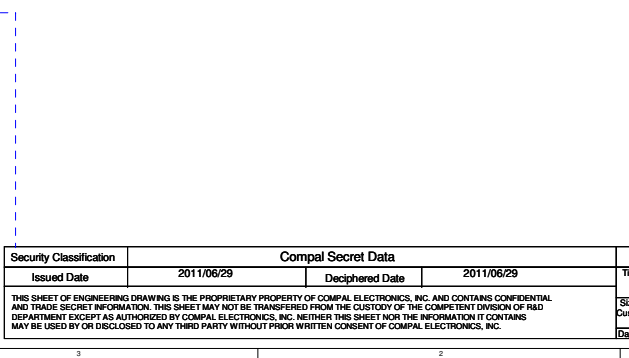 Security Classification
Compal Secret Data
Issued Date
2011/06/29
Deciphered Date
2011/06/29
THIS SHEET OF ENGINEERING DRAWING IS THE PROPRIETARY PROPERTY OF COMPAL ELECTRONICS, INC. AND CONTAINS CONFIDENTIAL
AND TRADE SECRET INFORMATION. THIS SHEET MAY NOT BE TRANSFERED FROM THE CUSTODY OF THE COMPETENT DIVISION OF R&D
DEPARTMENT EXCEPT AS AUTHORIZED BY COMPAL ELECTRONICS, INC. NEITHER THIS SHEET NOR THE INFORMATION IT CONTAINS
MAY BE USED BY OR DISCLOSED TO ANY THIRD PARTY WITHOUT PRIOR WRITTEN CONSENT OF COMPAL ELECTRONICS, INC.
3
2